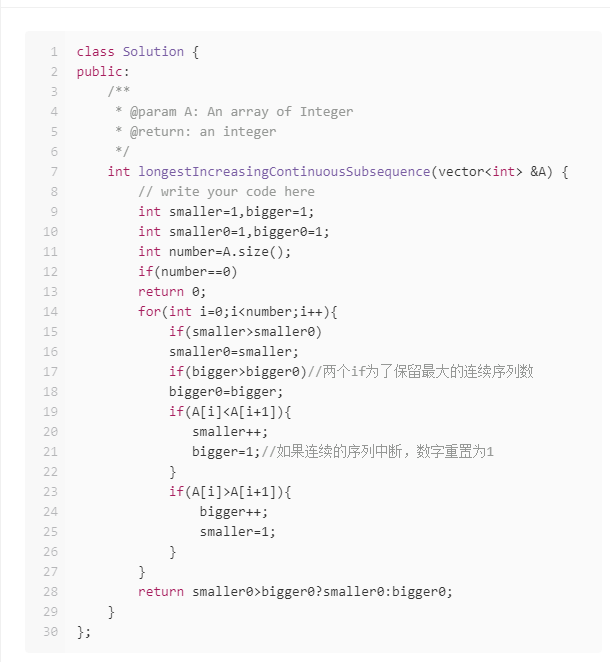 1 class Solution {
2 public:
3 /**
4 * @param A: An array of Integer
5 * @return: an integer
6 */
7 int longestIncreasingContinuousSubsequence(vector<int> &A) {
8 // write your code here
9 int smaller=1,bigger=1;
10 int smaller0=1,bigger0=1;
11 int number=A.size();
12 if(number==0)
13 return 0;
14 for(int i=0;i<number;i++){
15 if(smaller>smaller0)
16 smaller0=smaller;
17 if(bigger>bigger0)//两个if为了保留最大的连续序列数
18 bigger0=bigger;
19 if(A[i]<A[i+1]){
20 smaller++;
21 bigger=1;//如果连续的序列中断，数字重置为1
22 }
23 if(A[i]>A[i+1]){
24 bigger++;
25 smaller=1;
26 }
27 }
28 return smaller0>bigger0?smaller0:bigger0;
29 }
30 };